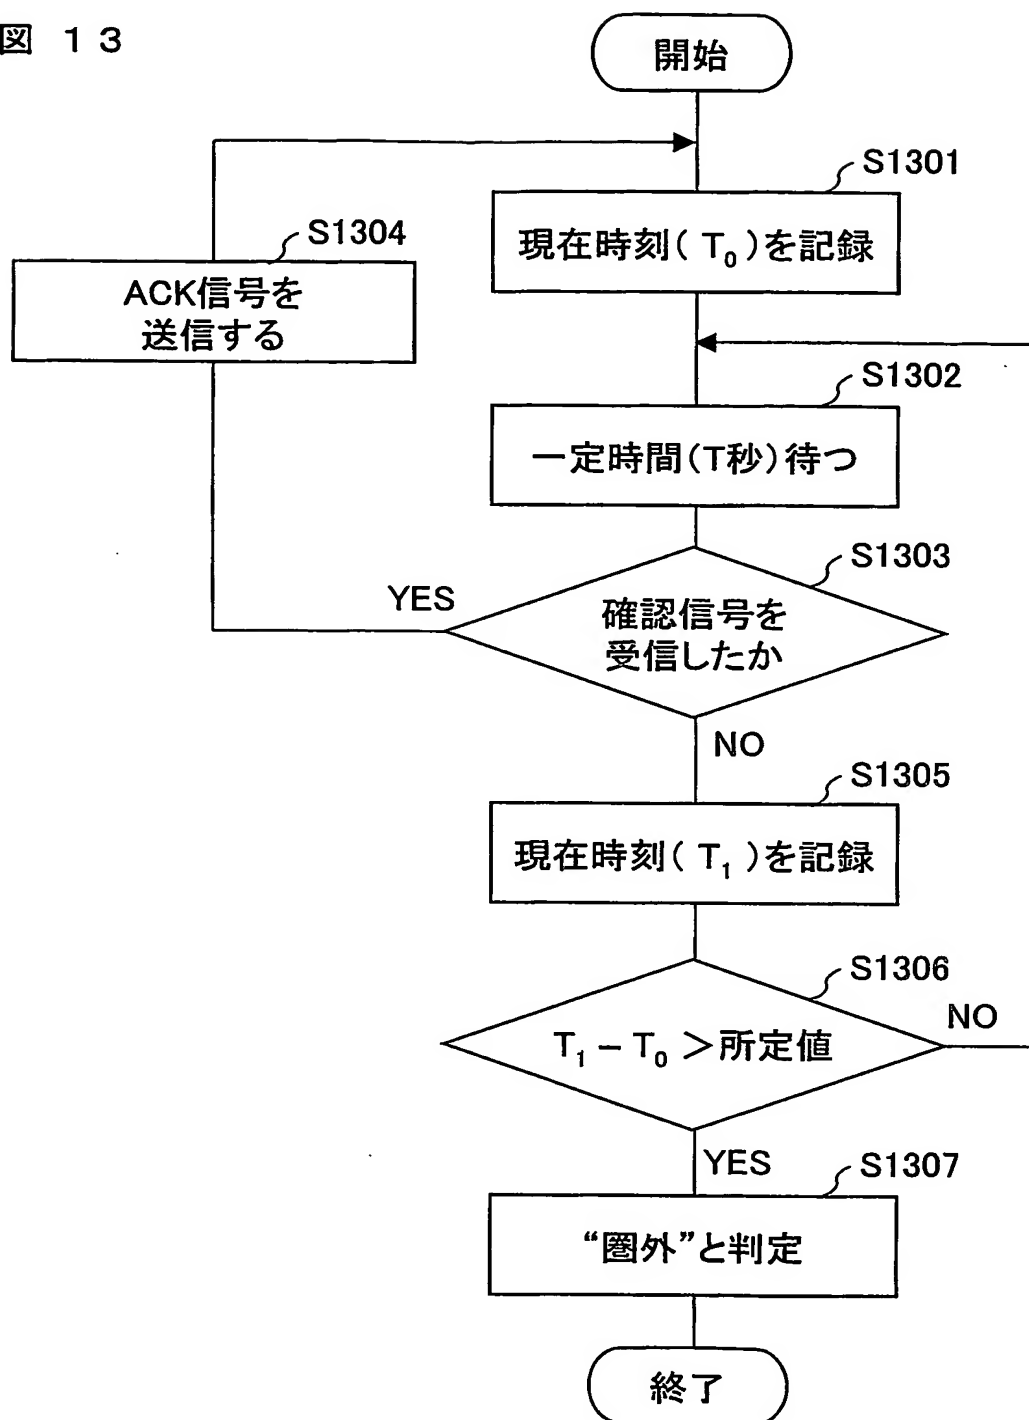 図 13
開始
S1301
現在時刻(T₀)を記録
S1304
ACK信号を
送信する
S1302
一定時間(T秒)待つ
S1303
YES
確認信号を
受信したか
NO
S1305
現在時刻(T₁)を記録
S1306
NO
T₁-T₀>所定値
YES
S1307
“圏外”と判定
終了